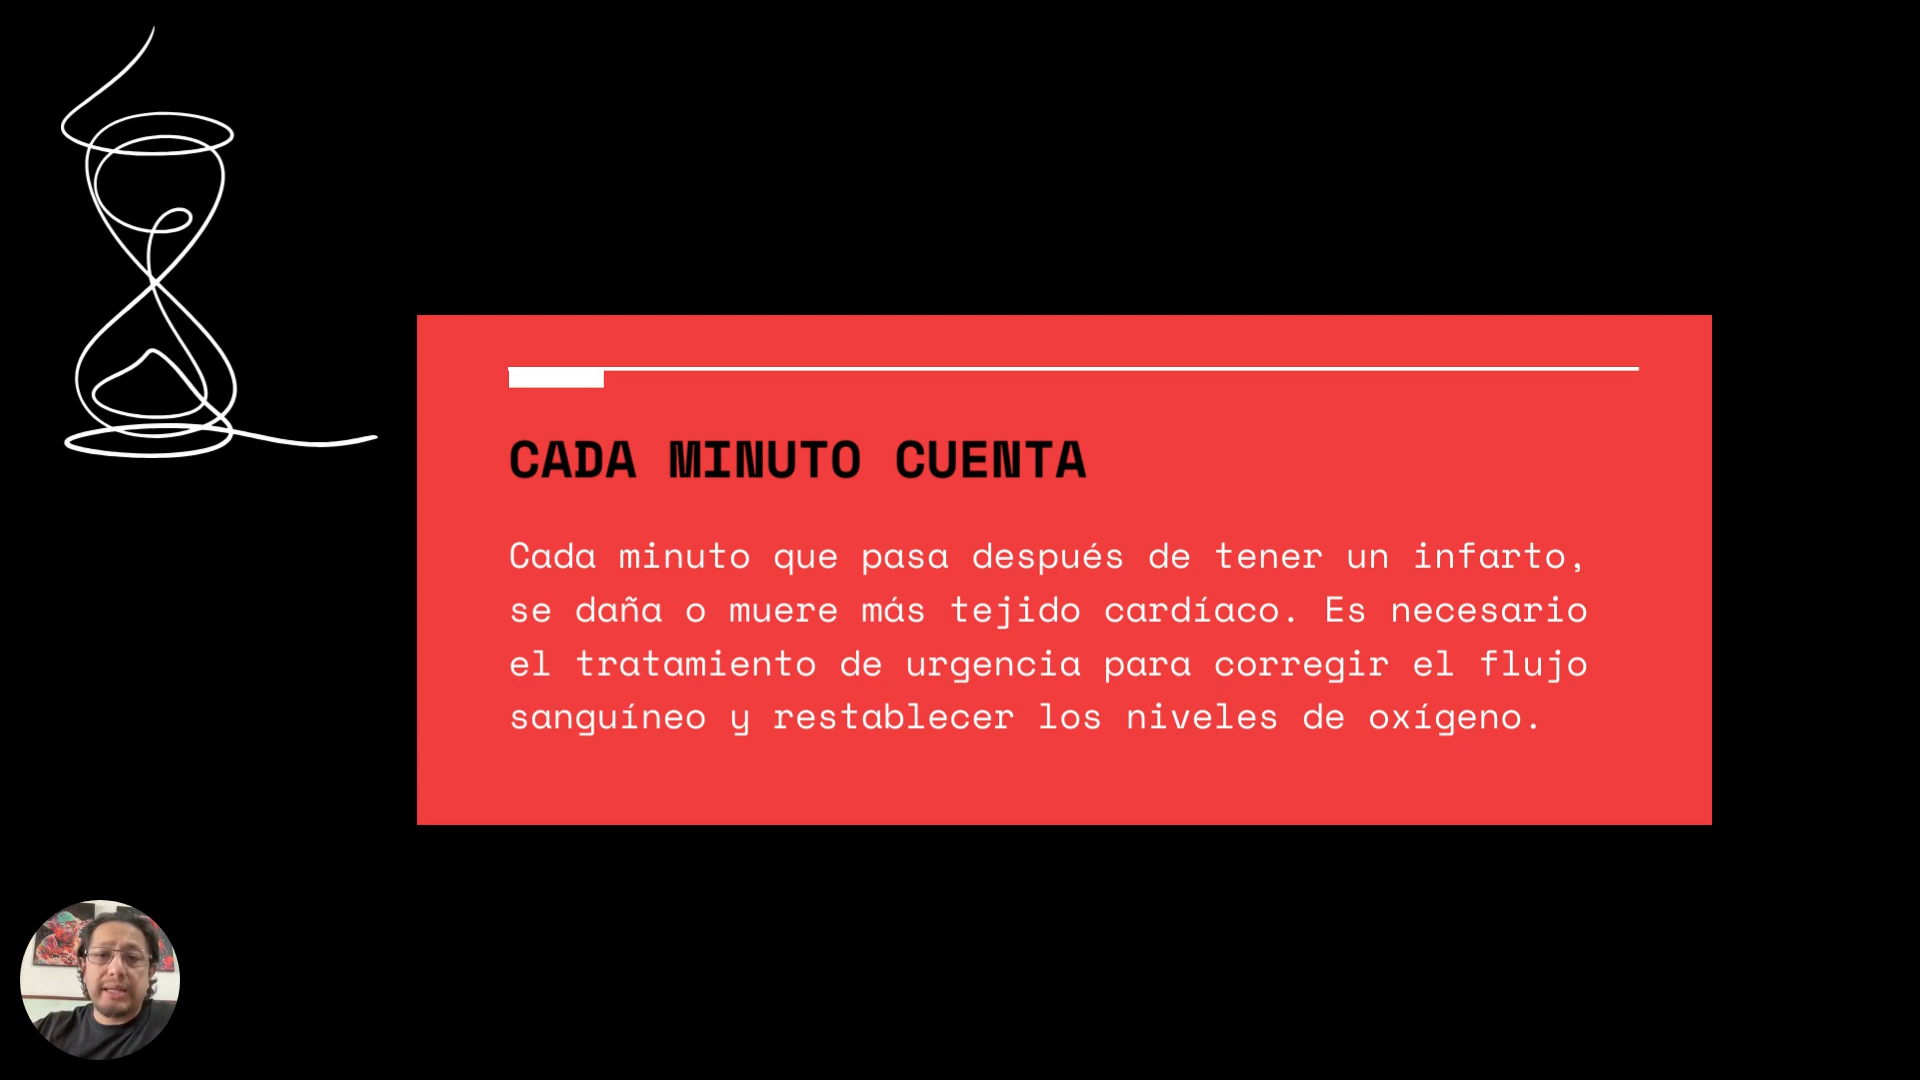 CADA MINUTO CUENTA
Cada minuto que pasa después de tener un infarto,
se daña o muere más tejido cardíaco. Es necesario
el tratamiento de urgencia para corregir el flujo
sanguíneo y restablecer los niveles de oxígeno.